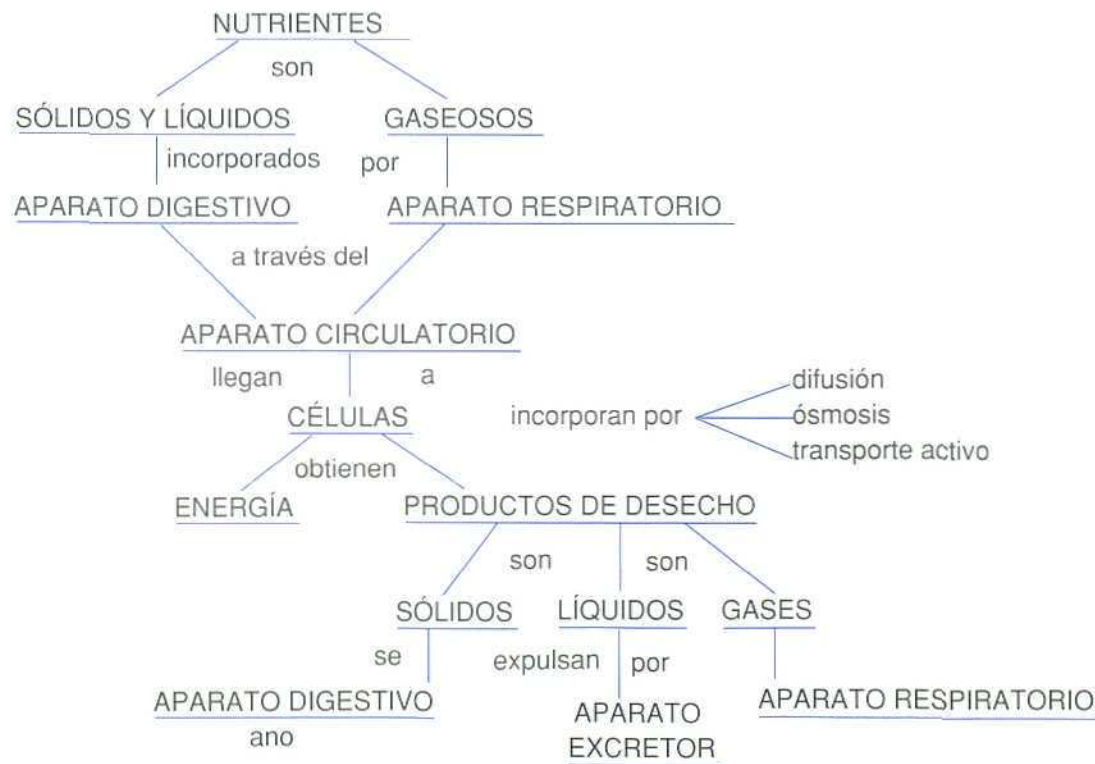 NUTRIENTES
son
SÓLIDOS Y LÍQUIDOS GASEOSOS
incorporados por
APARATO DIGESTIVO APARATO RESPIRATORIO
a través del
APARATO CIRCULATORIO
llegan a
CÉLULAS incorporan por difusión
ósmosis
transporte activo
obtienen
ENERGÍA PRODUCTOS DE DESECHO
son son
SÓLIDOS LÍQUIDOS GASES
se expulsan por
APARATO DIGESTIVO APARATO RESPIRATORIO
ano
APARATO
EXCRETOR